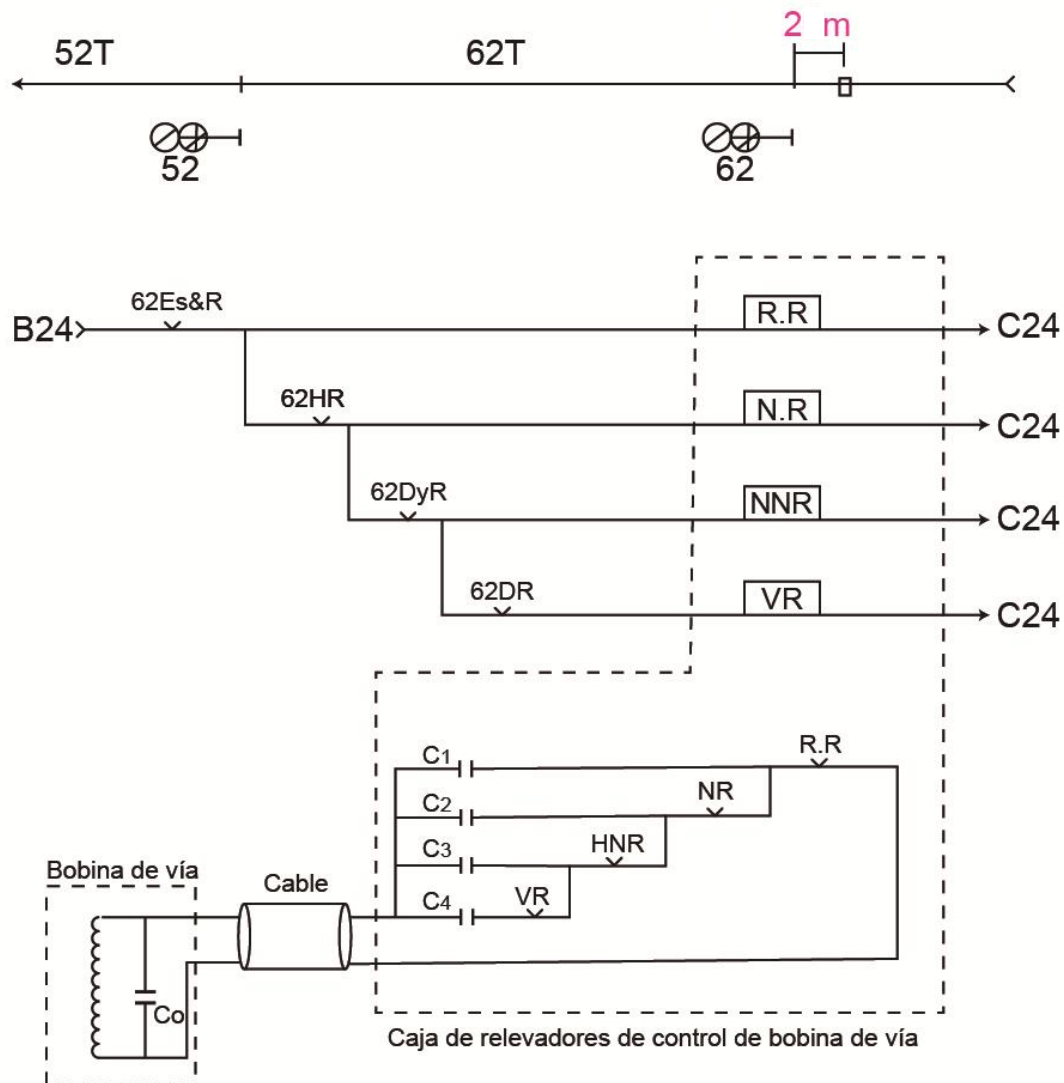 2 m
52T 62T
52 62
62Es&R
B24 R.R C24
62HR
N.R C24
62DyR
NNR C24
62DR
VR C24
R.R
C1
NR
C2
HNR
C3
Bobina de vía
Cable
C4 VR
Co
Caja de relevadores de control de bobina de vía